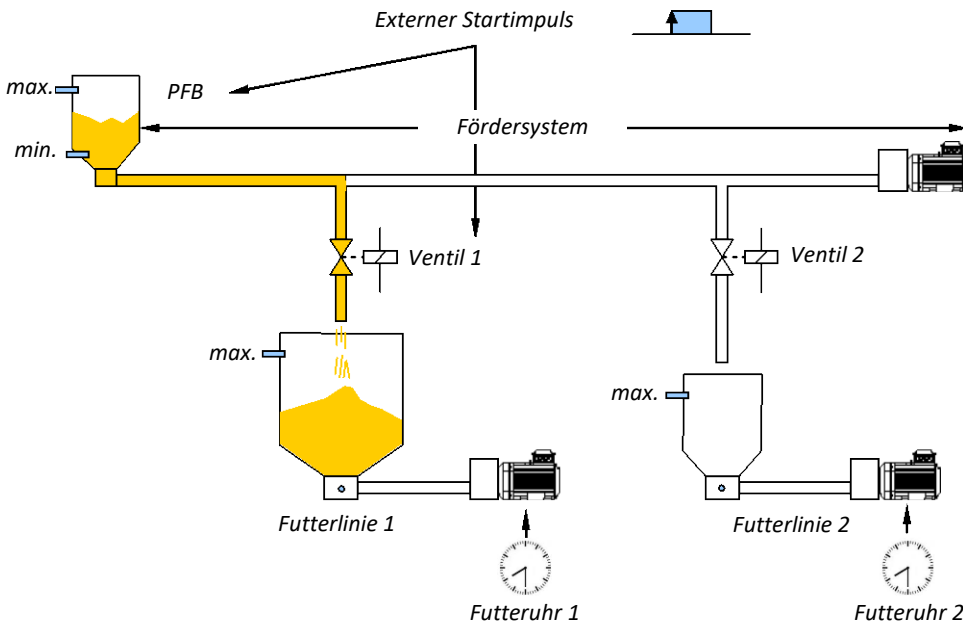 Externer Startimpuls
max.
PFB
Fördersystem
min.
Ventil 1
Ventil 2
max.
max.
Futterlinie 1
Futterlinie 2
Futteruhr 1
Futteruhr 2